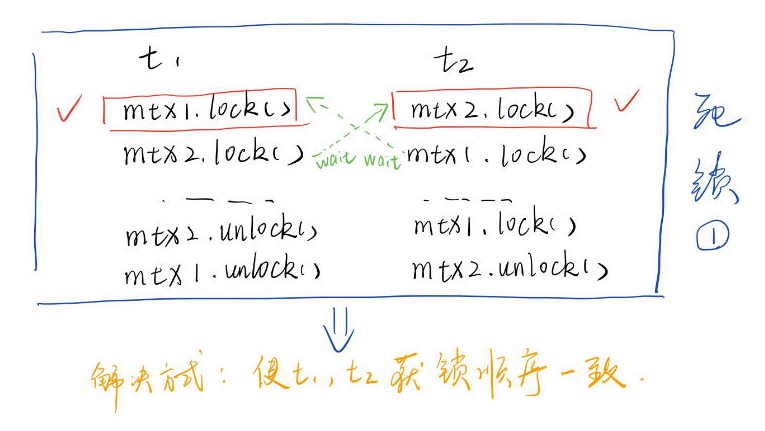 t1 t2
mtx1.lock() mtx2.lock()
mtx2.lock() wait wait mtx1.lock()
mtx2.unlock() mtx1.lock()
mtx1.unlock() mtx2.unlock()
死锁①
解决方式：使t1,t2获锁顺序一致.